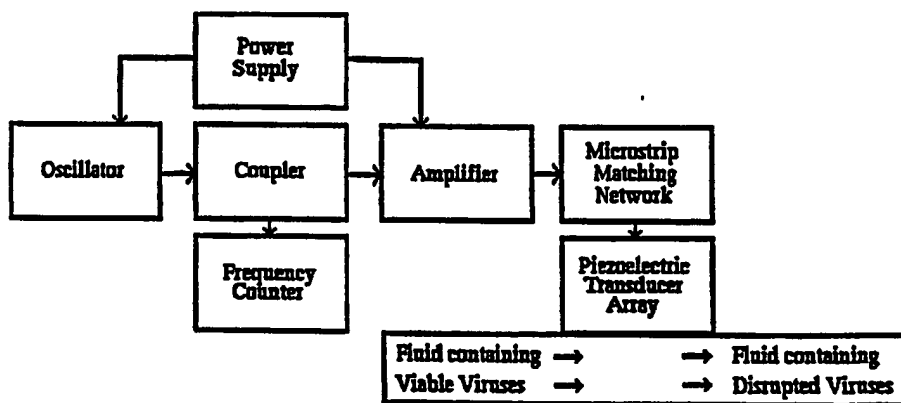 Power
Supply
Oscillator
Coupler
Amplifier
Microstrip
Matching
Network
Frequency
Counter
Piezoelectric
Transducer
Array
Fluid containing → → Fluid containing
Viable Viruses → → Disrupted Viruses